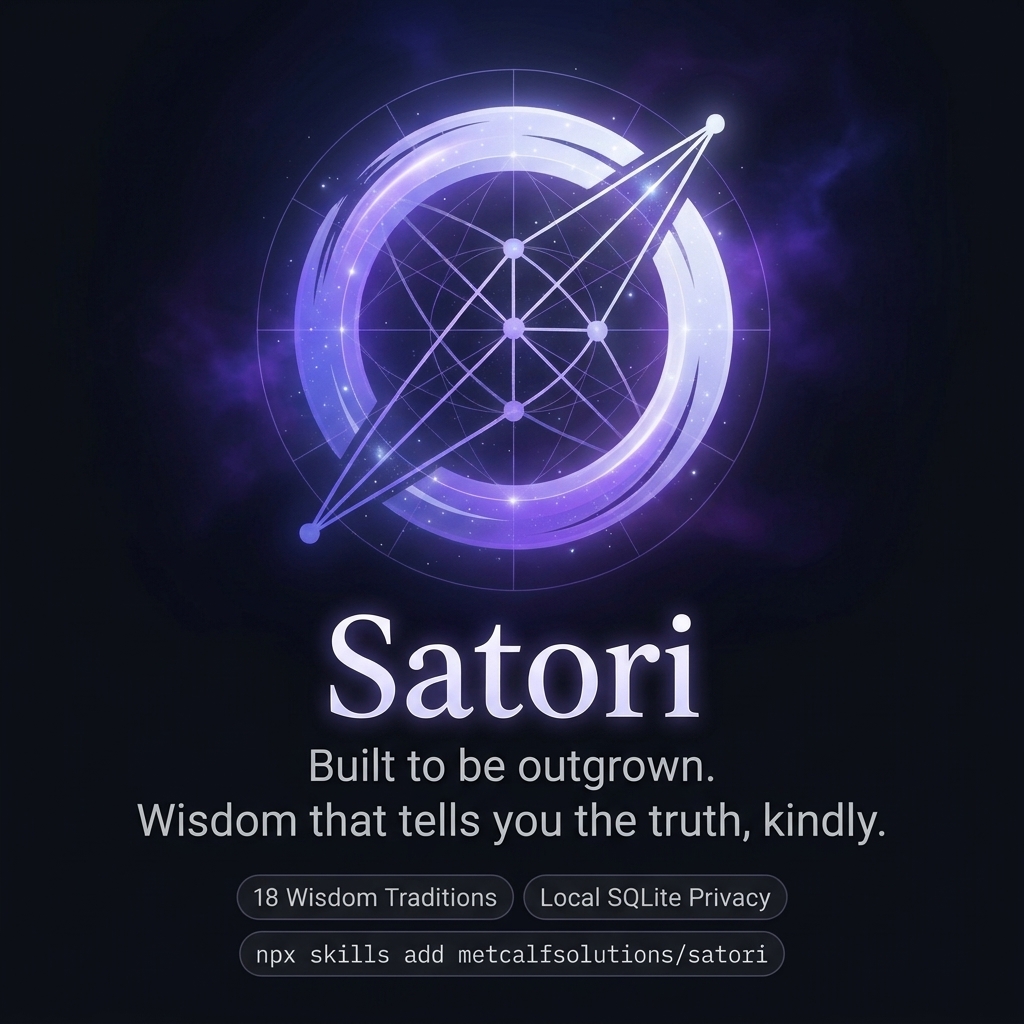 Satori
Built to be outgrown.
Wisdom that tells you the truth, kindly.
18 Wisdom Traditions
Local SQLite Privacy
npx skills add metcalfsolutions/satori